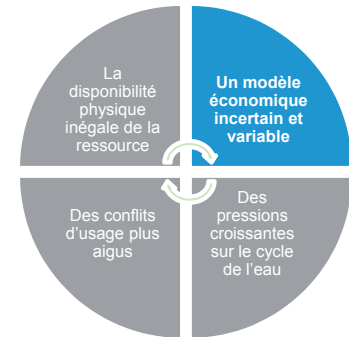 La
disponibilité
physique
inégale de la
ressource
Un modèle
économique
incertain et
variable
Des conflits
d'usage plus
aigus
Des
pressions
croissantes
sur le cycle
de l'eau